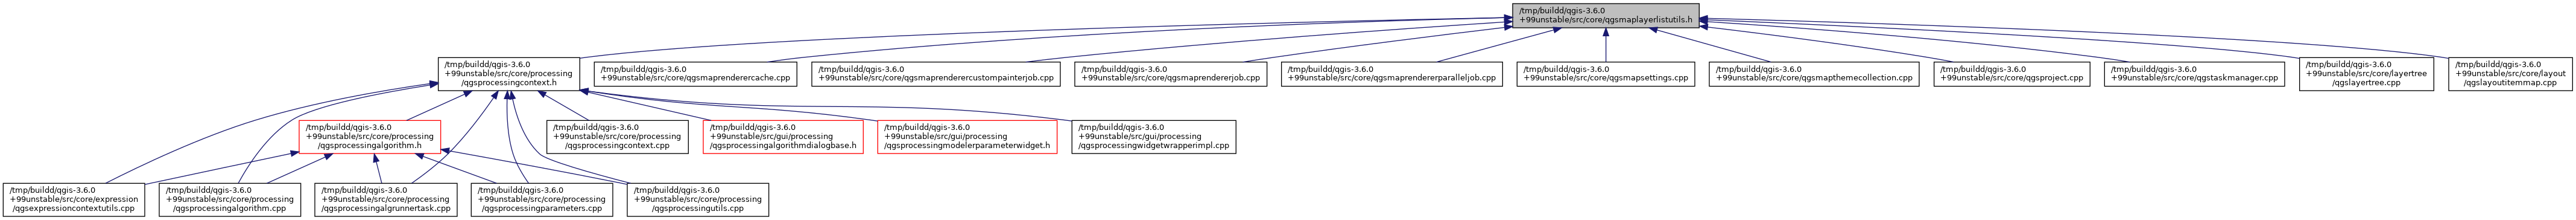 /tmp/buildd/qgis-3.6.0
+99unstable/src/core/qgsmaplayerlistutils.h
/tmp/buildd/qgis-3.6.0
+99unstable/src/core/processing
/qgsprocessingcontext.h
/tmp/buildd/qgis-3.6.0
+99unstable/src/core/qgsmaprenderercache.cpp
/tmp/buildd/qgis-3.6.0
+99unstable/src/core/qgsmaprenderercustompainterjob.cpp
/tmp/buildd/qgis-3.6.0
+99unstable/src/core/qgsmaprendererjob.cpp
/tmp/buildd/qgis-3.6.0
+99unstable/src/core/qgsmaprendererparalleljob.cpp
/tmp/buildd/qgis-3.6.0
+99unstable/src/core/qgsmapsettings.cpp
/tmp/buildd/qgis-3.6.0
+99unstable/src/core/qgsmapthemecollection.cpp
/tmp/buildd/qgis-3.6.0
+99unstable/src/core/qgsproject.cpp
/tmp/buildd/qgis-3.6.0
+99unstable/src/core/qgstaskmanager.cpp
/tmp/buildd/qgis-3.6.0
+99unstable/src/core/layertree
/qgslayertree.cpp
/tmp/buildd/qgis-3.6.0
+99unstable/src/core/layout
/qgslayoutitemmap.cpp
/tmp/buildd/qgis-3.6.0
+99unstable/src/core/processing
/qgsprocessingalgorithm.h
/tmp/buildd/qgis-3.6.0
+99unstable/src/core/processing
/qgsprocessingcontext.cpp
/tmp/buildd/qgis-3.6.0
+99unstable/src/gui/processing
/qgsprocessingalgorithmdialogbase.h
/tmp/buildd/qgis-3.6.0
+99unstable/src/gui/processing
/qgsprocessingmodelerparameterwidget.h
/tmp/buildd/qgis-3.6.0
+99unstable/src/gui/processing
/qgsprocessingwidgetwrapperimpl.cpp
/tmp/buildd/qgis-3.6.0
+99unstable/src/core/expression
/qgsexpressioncontextutils.cpp
/tmp/buildd/qgis-3.6.0
+99unstable/src/core/processing
/qgsprocessingalgorithm.cpp
/tmp/buildd/qgis-3.6.0
+99unstable/src/core/processing
/qgsprocessingalgrunnertask.cpp
/tmp/buildd/qgis-3.6.0
+99unstable/src/core/processing
/qgsprocessingparameters.cpp
/tmp/buildd/qgis-3.6.0
+99unstable/src/core/processing
/qgsprocessingutils.cpp